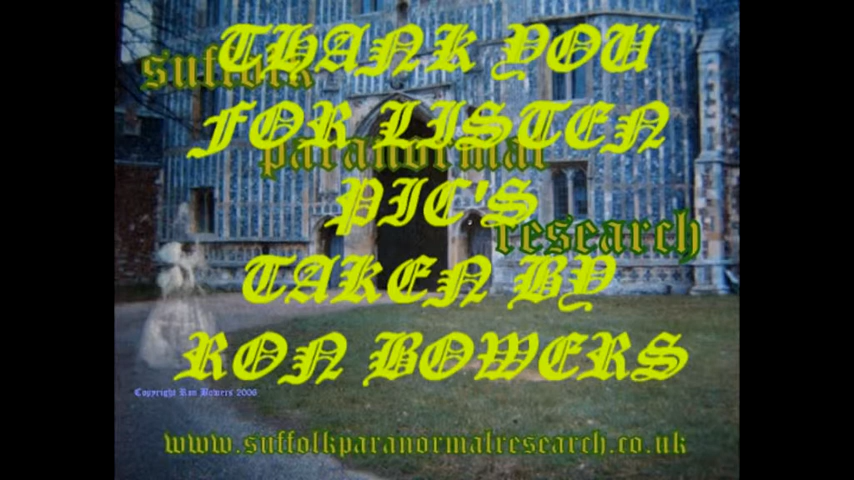 THANK YOU
suffolk
FOR LISTEN
paranormal
PIC'S
research
TAKEN BY
RON BOWERS
Copyright Ron Bowers 2006
www.suffolkparanormalresearch.co.uk